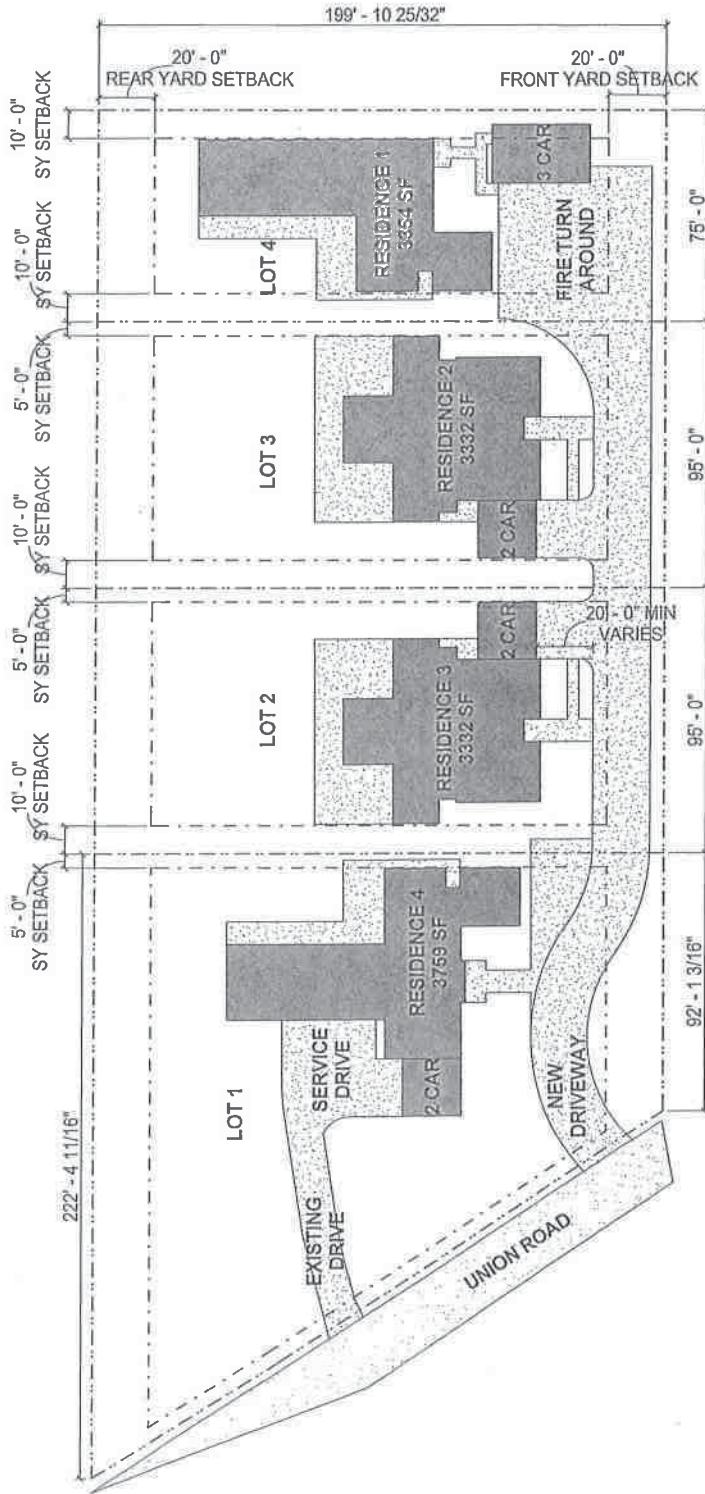 199' - 10 25/32"
20' - 0"
REAR YARD SETBACK
20' - 0"
FRONT YARD SETBACK
10' - 0"
SY SETBACK
10' - 0"
SY SETBACK
5' - 0"
SY SETBACK
10' - 0"
SY SETBACK
5' - 0"
SY SETBACK
10' - 0"
SY SETBACK
5' - 0"
SY SETBACK
222' - 4 11/16"
LOT 4
RESIDENCE 1
3354 SF
3 CAR
FIRE TURN
AROUND
75' - 0"
LOT 3
RESIDENCE 2
3332 SF
2 CAR
95' - 0"
LOT 2
RESIDENCE 3
3332 SF
2 CAR
20' - 0" MIN
VARIES
95' - 0"
LOT 1
RESIDENCE 4
3759 SF
2 CAR
SERVICE
DRIVE
EXISTING
DRIVE
NEW
DRIVEWAY
92' - 1 3/16"
UNION ROAD